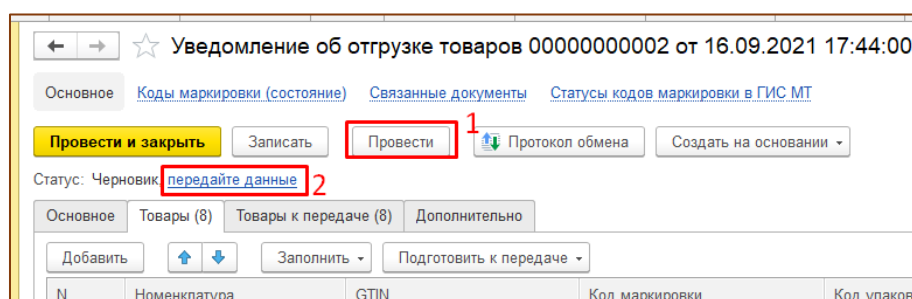 Уведомление об отгрузке товаров 00000000002 от 16.09.2021 17:44:00
Основное Коды маркировки (состояние) Связанные документы Статусы кодов маркировки в ГИС МТ
Провести и закрыть Записать Провести 1 Протокол обмена Создать на основании
Статус: Черновик, передайте данные 2
Основное Товары (8) Товары к передаче (8) Дополнительно
Добавить Заполнить Подготовить к передаче
N Номенклатура GTIN Код маркировки Код упаков